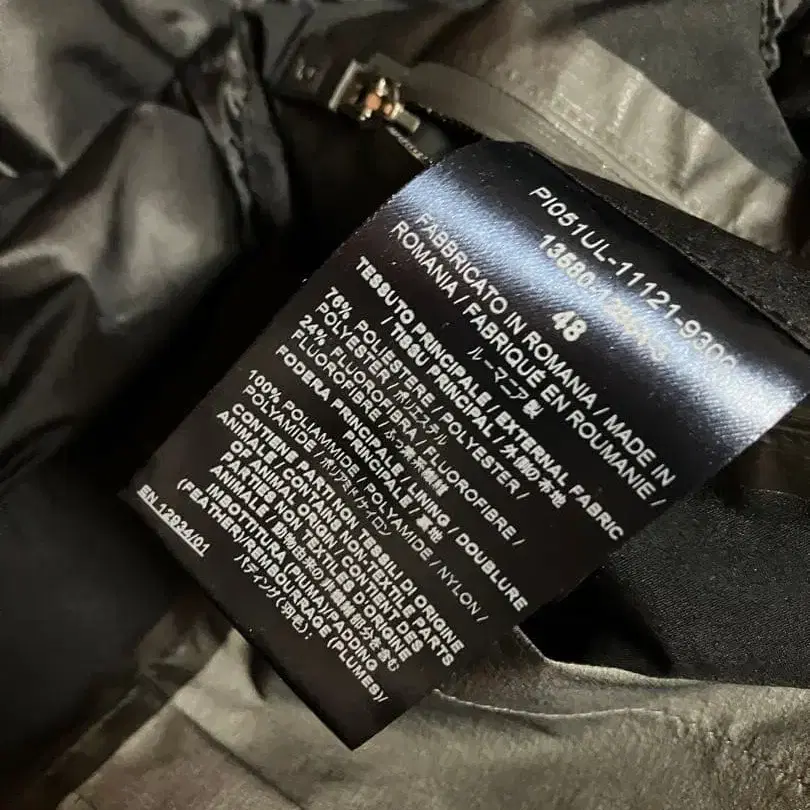 PI051UL-11121-9300
13580
48
FABBRICATO IN ROMANIA / MADE IN
ROMANIA / FABRIQUÉ EN ROUMANIE /
ルーマニア製
TESSUTO PRINCIPALE / EXTERNAL FABRIC
/ TISSU PRINCIPAL / 外側の生地
76% POLIESTERE / POLYESTER /
POLYESTER / ポリエステル
24% FLUOROFIBRA / FLUOROFIBRE /
FLUOROFIBRE / ふっ素系繊維
FODERA PRINCIPALE / LINING / DOUBLURE
PRINCIPALE / 裏地
100% POLIAMMIDE / POLYAMIDE / NYLON /
POLYAMIDE / ポリアミド/ナイロン
CONTIENE PARTI NON TESSILI DI ORIGINE
ANIMALE / CONTAINS NON-TEXTILE PARTS
OF ANIMAL ORIGIN / CONTIENT DES
PARTIES NON TEXTILES D'ORIGINE
ANIMALE / 動物由来の非繊維部分を含む
IMBOTTITURA (PIUMA)/PADDING
(FEATHER)/REMBOURRAGE (PLUMES)/
パディング (羽毛):
EN 12934/01